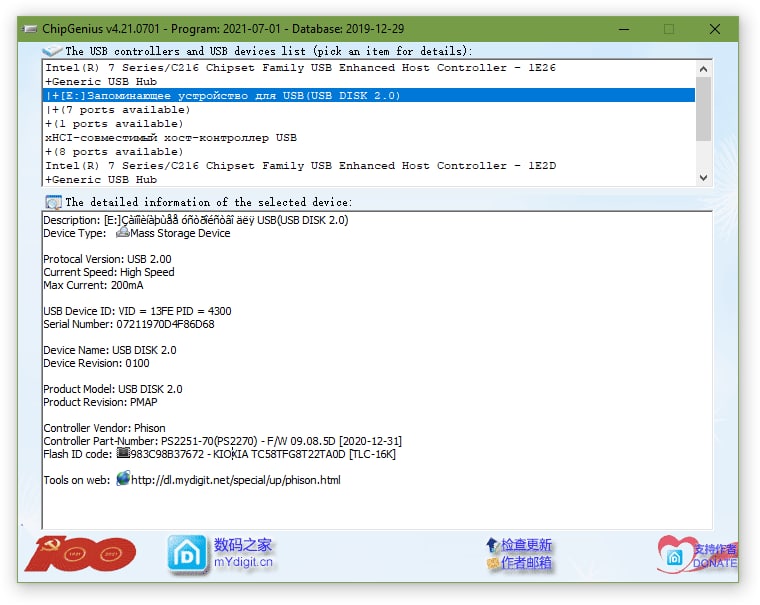 ChipGenius v4.21.0701 - Program: 2021-07-01 - Database: 2019-12-29
The USB controllers and USB devices list (pick an item for details):
Intel(R) 7 Series/C216 Chipset Family USB Enhanced Host Controller - 1E26
+Generic USB Hub
|+[E:]Запоминающее устройство для USB(USB DISK 2.0)
|+(7 ports available)
+(1 ports available)
xHCI-совместимый хост-контроллер USB
+(8 ports available)
Intel(R) 7 Series/C216 Chipset Family USB Enhanced Host Controller - 1E2D
+Generic USB Hub
The detailed information of the selected device:
Description: [E:]Çàïîìèíàþùåå óñòðîéñòâî äëÿ USB(USB DISK 2.0)
Device Type: Mass Storage Device
Protocal Version: USB 2.00
Current Speed: High Speed
Max Current: 200mA
USB Device ID: VID = 13FE PID = 4300
Serial Number: 07211970D4F86D68
Device Name: USB DISK 2.0
Device Revision: 0100
Product Model: USB DISK 2.0
Product Revision: PMAP
Controller Vendor: Phison
Controller Part-Number: PS2251-70(PS2270) - F/W 09.08.5D [2020-12-31]
Flash ID code: 983C98B37672 - KIOKIA TC58TFG8T22TA0D [TLC-16K]
Tools on web: http://dl.mydigit.net/special/up/phison.html
100 1921 2021
数码之家
mYdigit.cn
检查更新
作者邮箱
支持作者
DONATE